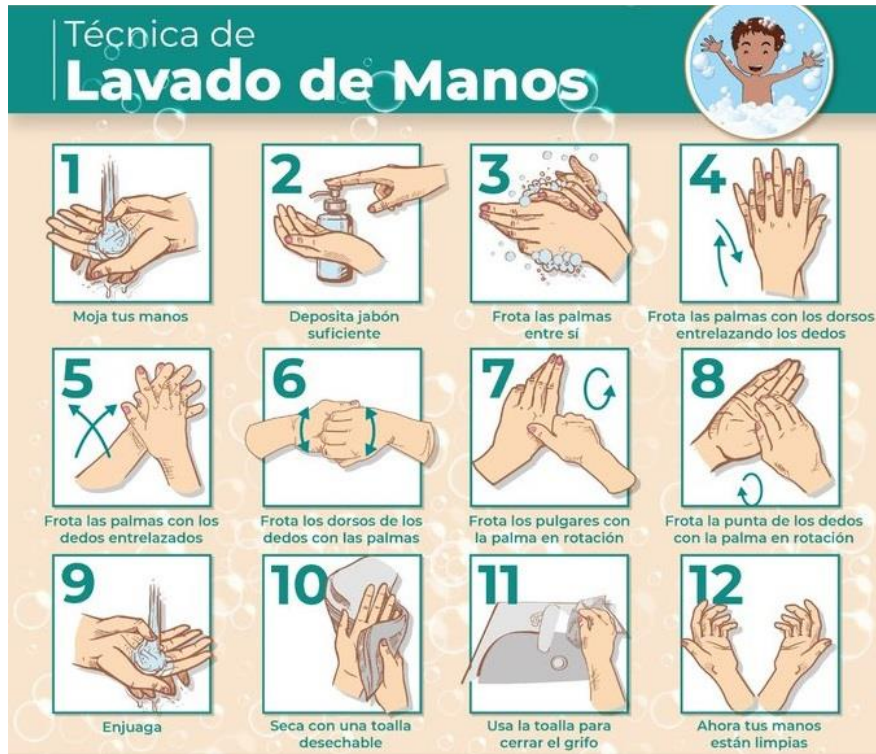 Técnica de
Lavado de Manos
1
Moja tus manos
2
Deposita jabón
suficiente
3
Frota las palmas
entre sí
4
Frota las palmas con los dorsos
entrelazando los dedos
5
Frota las palmas con los
dedos entrelazados
6
Frota los dorsos de los
dedos con las palmas
7
Frota los pulgares con
la palma en rotación
8
Frota la punta de los dedos
con la palma en rotación
9
Enjuaga
10
Seca con una toalla
desechable
11
Usa la toalla para
cerrar el grifo
12
Ahora tus manos
están limpias